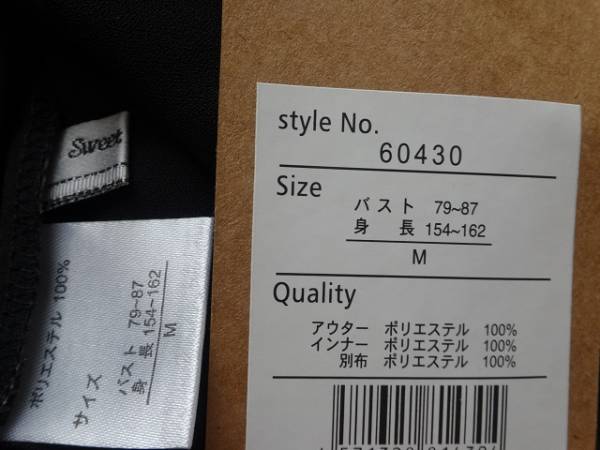 Sweet
ポリエステル 100%
サイズ
バスト 79~87
身 長 154~162
M
style No.
60430
Size
バスト 79~87
身 長 154~162
M
Quality
アウター ポリエステル 100%
インナー ポリエステル 100%
別布 ポリエステル 100%